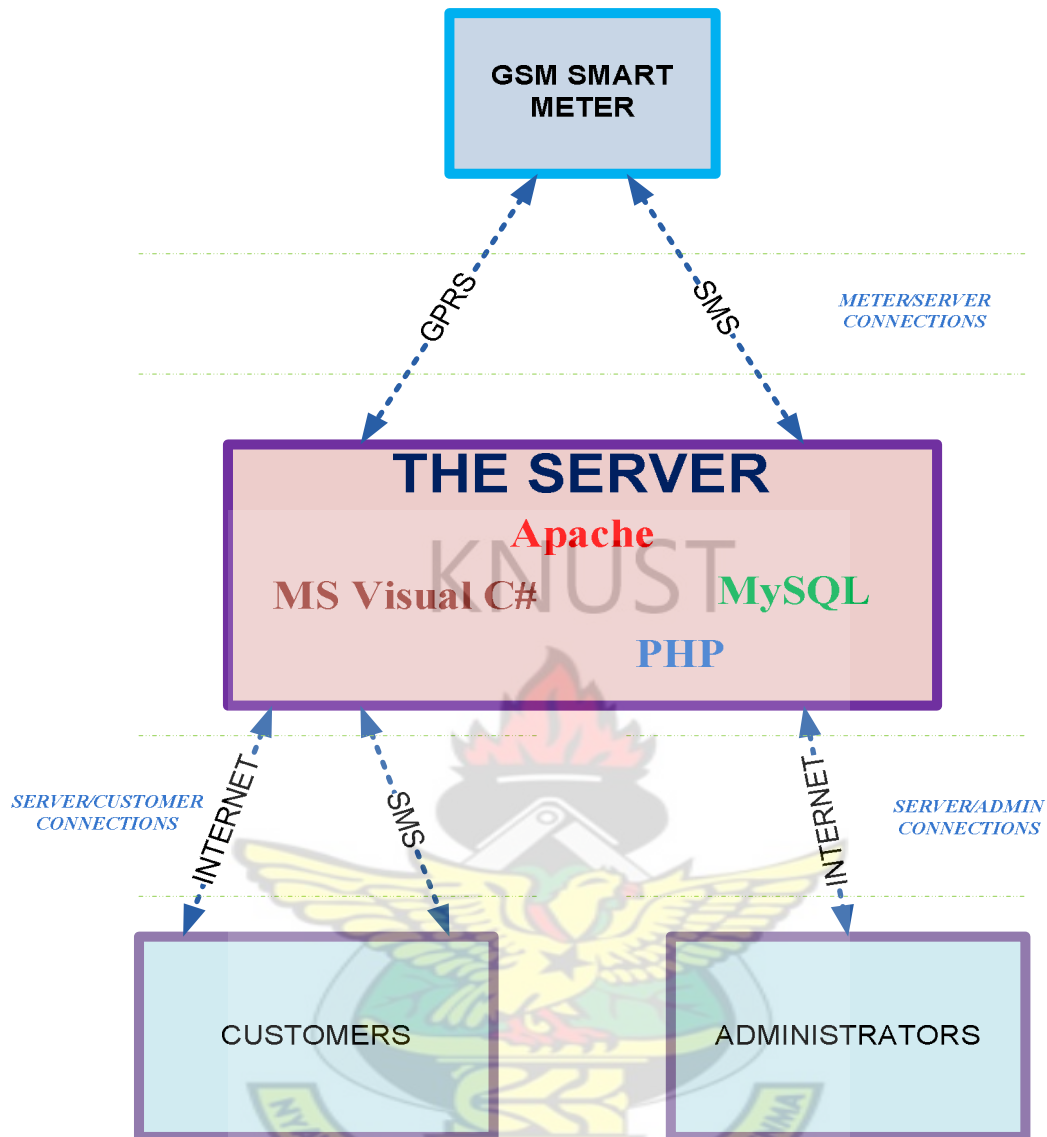 GSM SMART
METER
GPRS
SMS
METER/SERVER
CONNECTIONS
THE SERVER
Apache
KNUST
MS Visual C#
MySQL
PHP
SERVER/CUSTOMER
CONNECTIONS
INTERNET
SMS
INTERNET
SERVER/ADMIN
CONNECTIONS
CUSTOMERS
ADMINISTRATORS